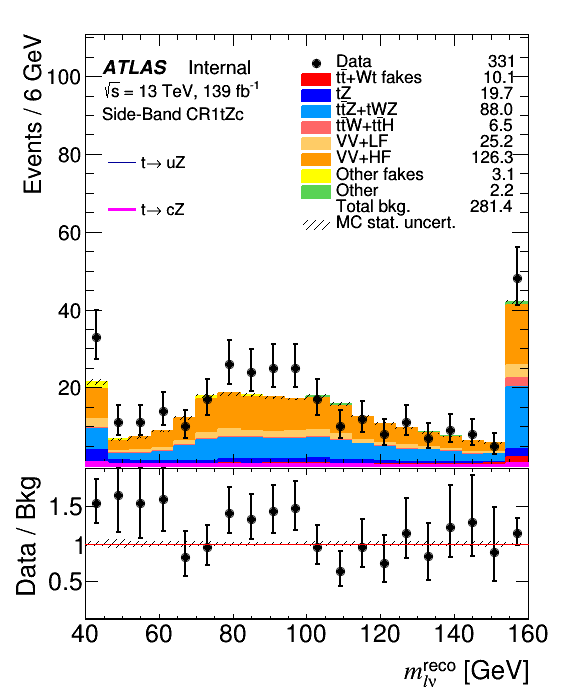 Events / 6 GeV
100
80
60
40
20
ATLAS Internal
√s = 13 TeV, 139 fb⁻¹
Side-Band CR1tZc
t→ uZ
t→ cZ
Data 331
tt̄+Wt fakes 10.1
tZ 19.7
tt̄Z+tWZ 88.0
tt̄W+tt̄H 6.5
VV+LF 25.2
VV+HF 126.3
Other fakes 3.1
Other 2.2
Total bkg. 281.4
MC stat. uncert.
Data / Bkg
1.5
1
0.5
40 60 80 100 120 140 160
m_{lν}^{reco} [GeV]